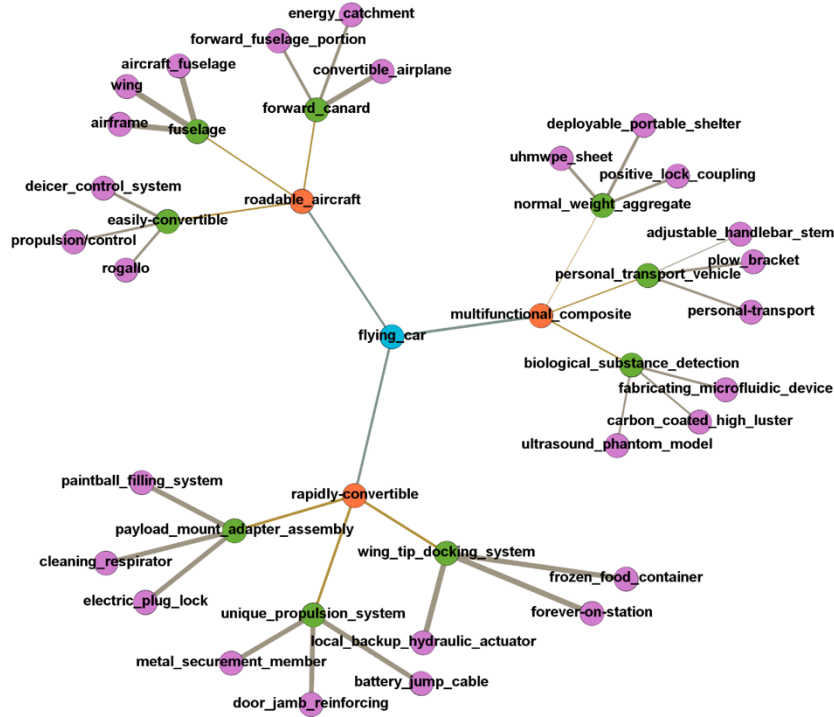 energy_catchment
forward_fuselage_portion
aircraft_fuselage
convertible_airplane
wing
forward_canard
airframe
fuselage
deployable_portable_shelter
uhmwpe_sheet
positive_lock_coupling
deicer_control_system
roadable_aircraft
normal_weight_aggregate
easily-convertible
adjustable_handlebar_stem
propulsion/control
plow_bracket
personal_transport_vehicle
rogallo
personal-transport
multifunctional_composite
flying_car
biological_substance_detection
fabricating_microfluidic_device
carbon_coated_high_luster
ultrasound_phantom_model
paintball_filling_system
rapidly-convertible
payload_mount_adapter_assembly
wing_tip_docking_system
cleaning_respirator
frozen_food_container
electric_plug_lock
unique_propulsion_system
forever-on-station
local_backup_hydraulic_actuator
metal_securement_member
battery_jump_cable
door_jamb_reinforcing